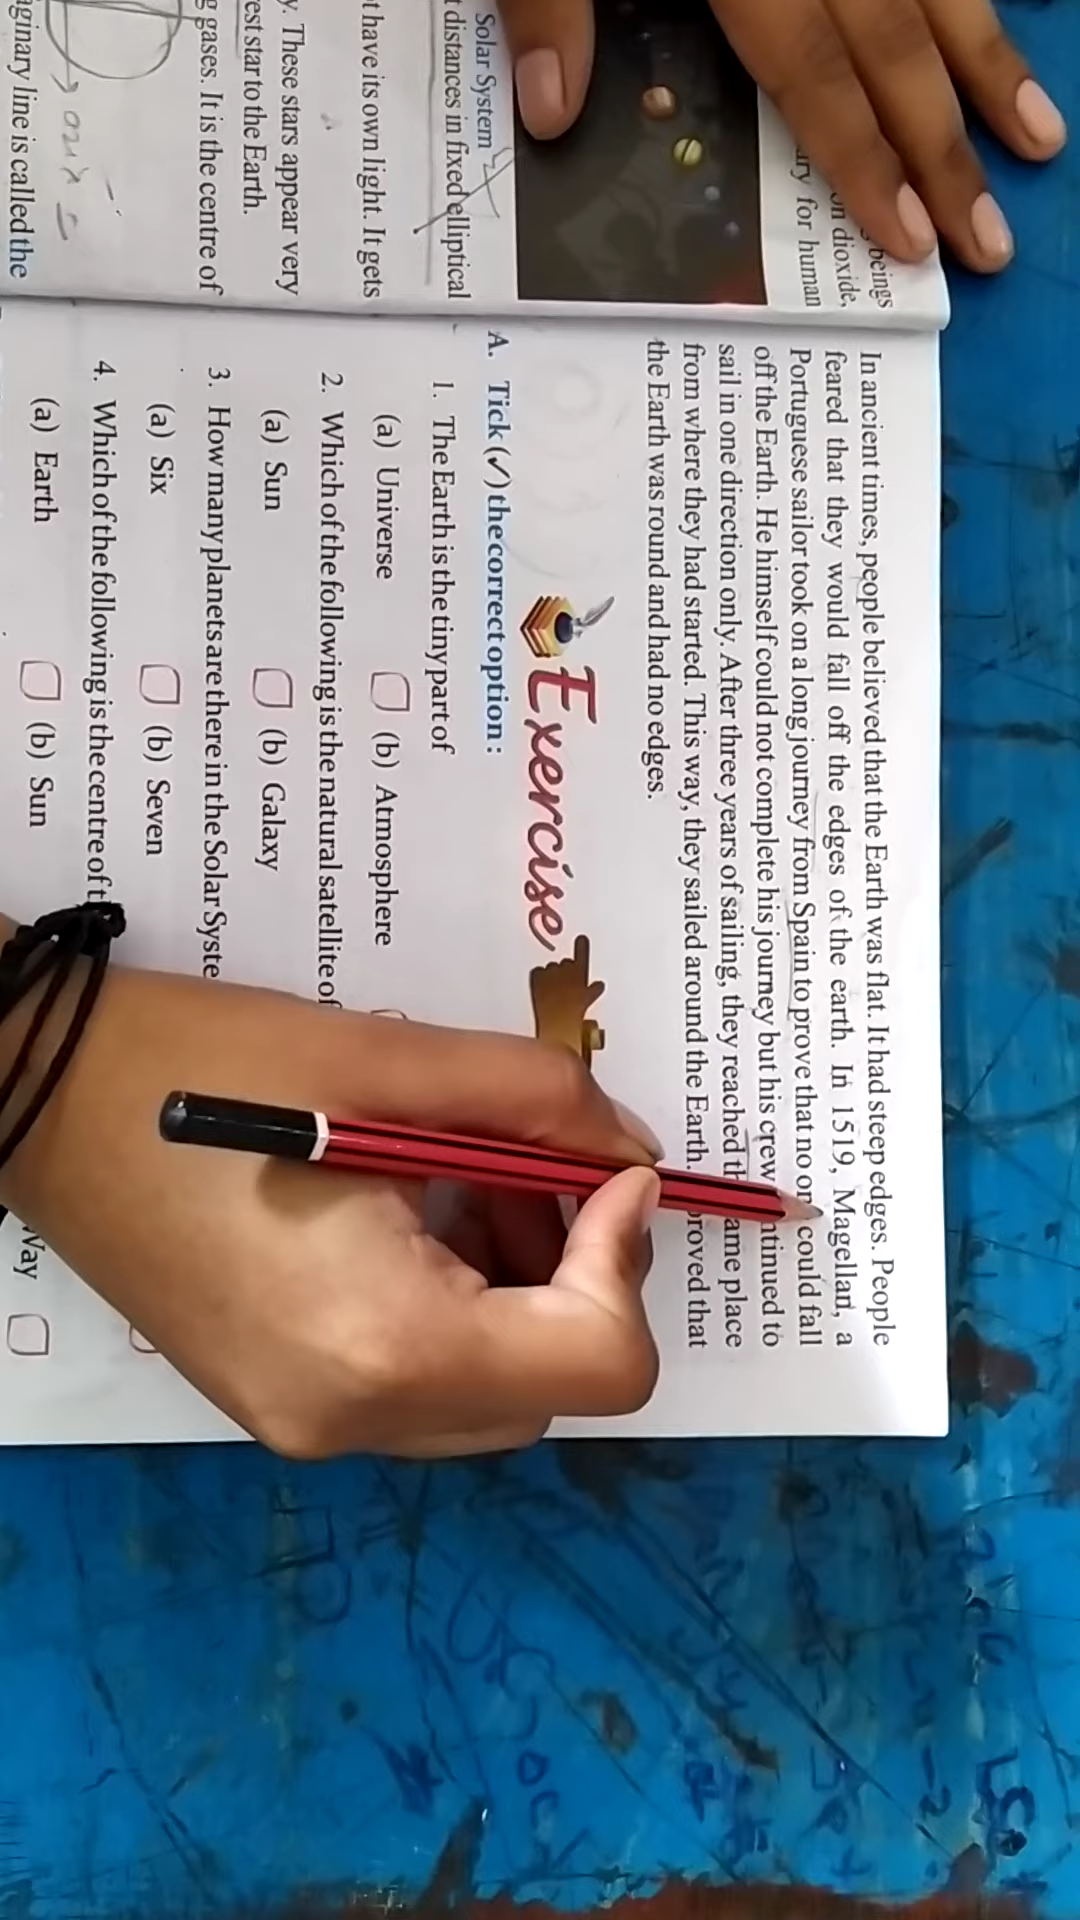 beings
on dioxide,
ary for human
Solar System
t distances in fixed elliptical
t have its own light. It gets
y. These stars appear very
est star to the Earth.
g gases. It is the centre of
aginary line is called the
In ancient times, people believed that the Earth was flat. It had steep edges. People
feared that they would fall off the edges of the earth. In 1519, Magellan, a
Portuguese sailor took on a long journey from Spain to prove that no on could fall
off the Earth. He himself could not complete his journey but his crew ntinued to
sail in one direction only. After three years of sailing, they reached th ame place
from where they had started. This way, they sailed around the Earth. proved that
the Earth was round and had no edges.
Exercise
A. Tick (✓) the correct option :
1. The Earth is the tiny part of
(a) Universe (b) Atmosphere
2. Which of the following is the natural satellite of
(a) Sun (b) Galaxy
3. How many planets are there in the Solar Syste
(a) Six (b) Seven
4. Which of the following is the centre of t
(a) Earth (b) Sun Way